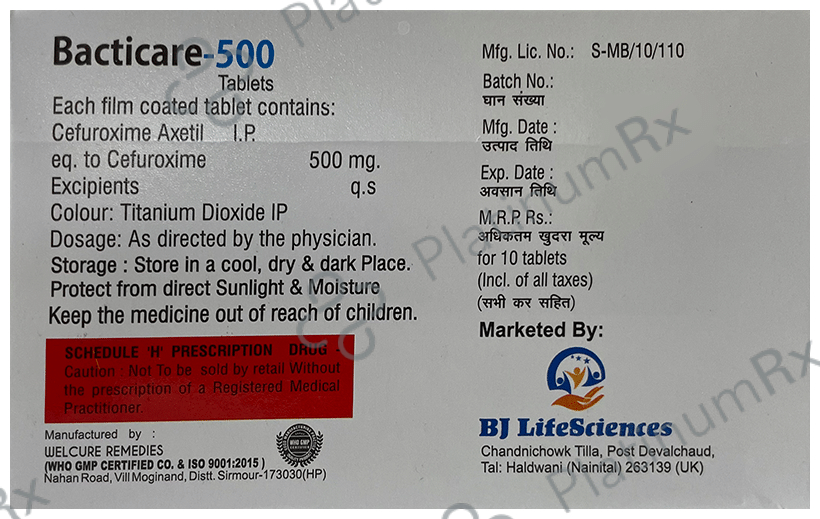 Bacticare-500
Tablets
Each film coated tablet contains:
Cefuroxime Axetil I.P.
eq. to Cefuroxime 500 mg.
Excipients q.s
Colour: Titanium Dioxide IP
Dosage: As directed by the physician.
Storage : Store in a cool, dry & dark Place.
Protect from direct Sunlight & Moisture
Keep the medicine out of reach of children.
SCHEDULE 'H' PRESCRIPTION DRUG -
Caution : Not To be sold by retail Without
the prescription of a Registered Medical
Practitioner.
Manufactured by :
WELCURE REMEDIES
(WHO GMP CERTIFIED CO. & ISO 9001:2015 )
Nahan Road, Vill Moginand, Distt. Sirmour-173030(HP)
WHO GMP
Mfg. Lic. No.: S-MB/10/110
Batch No.:
घान संख्या
Mfg. Date :
उत्पाद तिथि
Exp. Date :
अवसान तिथि
M.R.P. Rs.:
अधिकतम खुदरा मूल्य
for 10 tablets
(Incl. of all taxes)
(सभी कर सहित)
Marketed By:
BJ LifeSciences
Chandnichowk Tilla, Post Devalchaud,
Tal: Haldwani (Nainital) 263139 (UK)
PlatinumRx
PlatinumRx
PlatinumRx